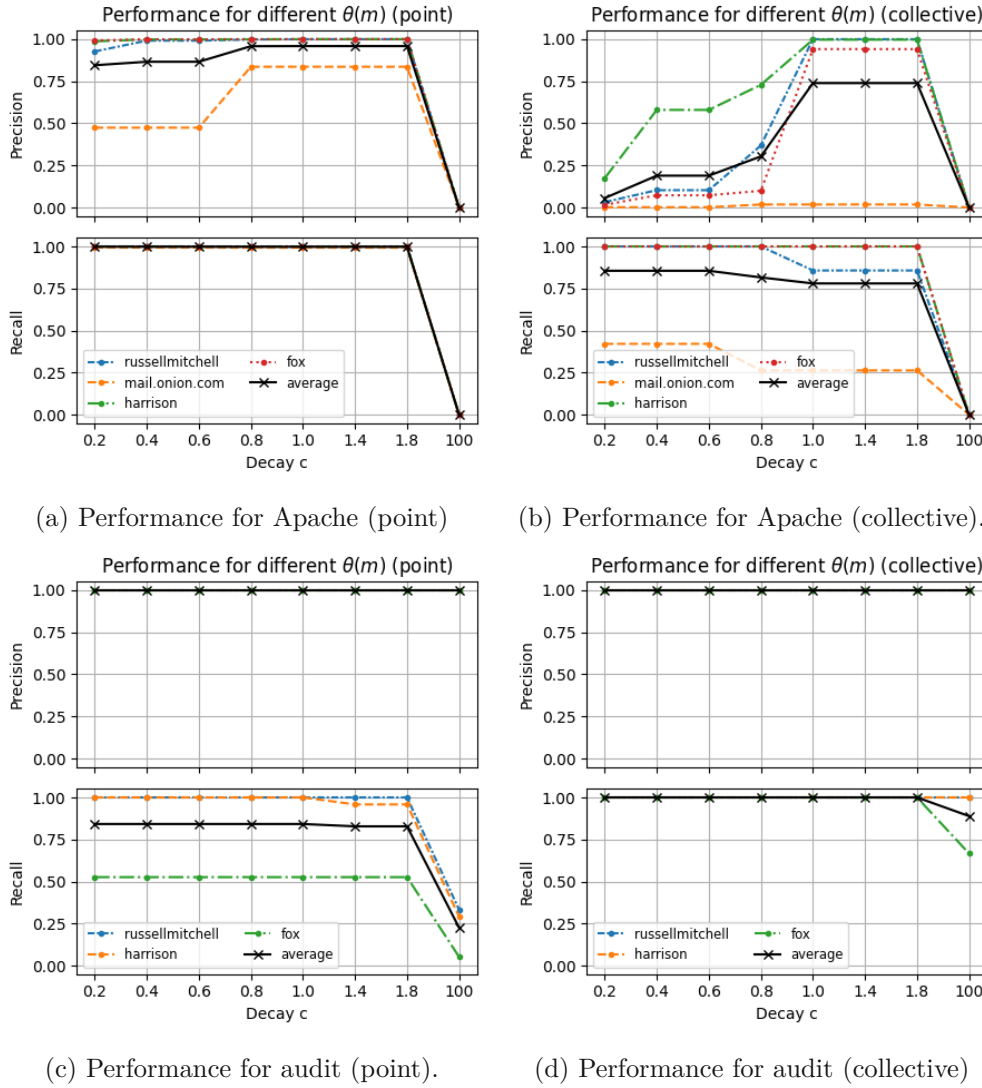 Performance for different θ(m) (point)
1.00
0.75
0.50
0.25
0.00
Precision
1.00
0.75
0.50
0.25
0.00
Recall
russellmitchell
mail.onion.com
harrison
fox
average
0.2 0.4 0.6 0.8 1.0 1.4 1.8 100
Decay c
(a) Performance for Apache (point)
Performance for different θ(m) (collective)
1.00
0.75
0.50
0.25
0.00
Precision
1.00
0.75
0.50
0.25
0.00
Recall
russellmitchell
mail.onion.com
harrison
fox
average
0.2 0.4 0.6 0.8 1.0 1.4 1.8 100
Decay c
(b) Performance for Apache (collective).
Performance for different θ(m) (point)
1.00
0.75
0.50
0.25
0.00
Precision
1.00
0.75
0.50
0.25
0.00
Recall
russellmitchell
harrison
fox
average
0.2 0.4 0.6 0.8 1.0 1.4 1.8 100
Decay c
(c) Performance for audit (point).
Performance for different θ(m) (collective)
1.00
0.75
0.50
0.25
0.00
Precision
1.00
0.75
0.50
0.25
0.00
Recall
russellmitchell
harrison
fox
average
0.2 0.4 0.6 0.8 1.0 1.4 1.8 100
Decay c
(d) Performance for audit (collective)